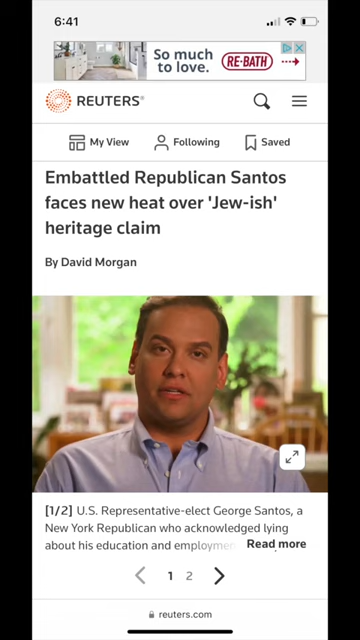 6:41
So much
to love.
RE·BATH
REUTERS®
My View
Following
Saved
Embattled Republican Santos
faces new heat over 'Jew-ish'
heritage claim
By David Morgan
[1/2] U.S. Representative-elect George Santos, a
New York Republican who acknowledged lying
about his education and employmen Read more
1 2
reuters.com